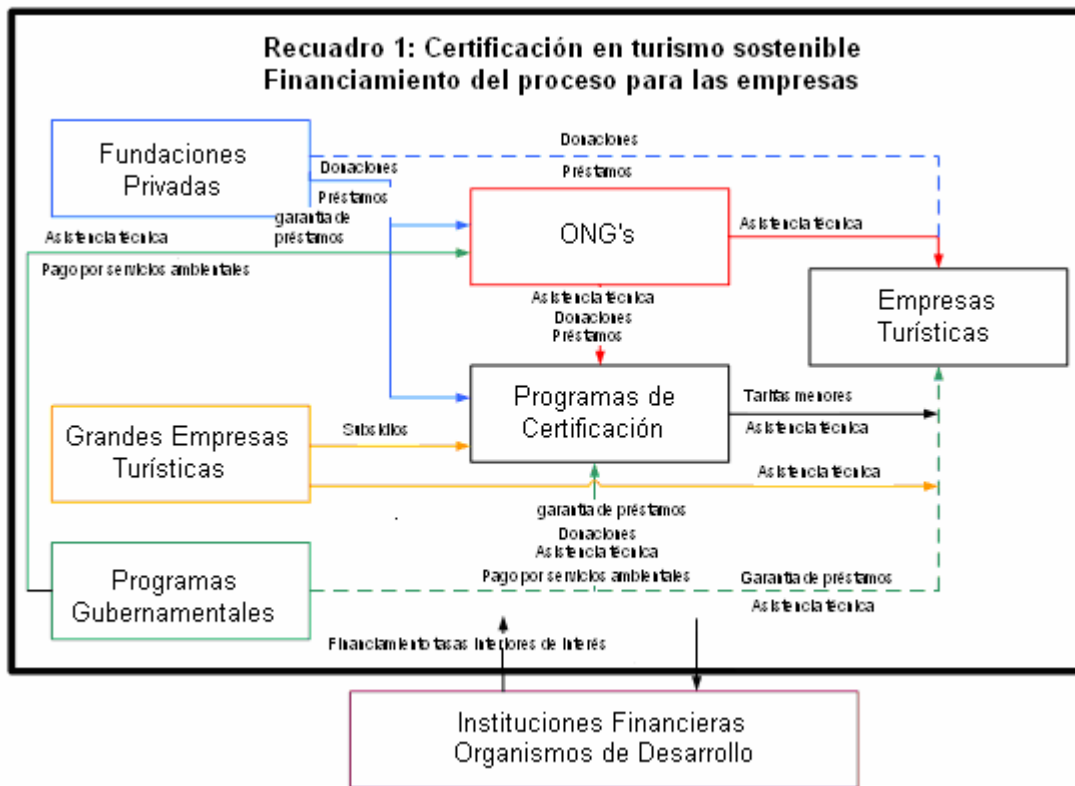 Recuadro 1: Certificación en turismo sostenible
Financiamiento del proceso para las empresas
Fundaciones
Privadas
Donaciones
Préstamos
garantía de
préstamos
Donaciones
Préstamos
Asistencia técnica
Pago por servicios ambientales
ONG's
Asistencia técnica
Asistencia técnica
Donaciones
Préstamos
Empresas
Turísticas
Programas de
Certificación
Tarifas menores
Asistencia técnica
Grandes Empresas
Turísticas
Subsidios
Asistencia técnica
garantía de préstamos
Donaciones
Asistencia técnica
Pago por servicios ambientales
Programas
Gubernamentales
Garantía de préstamos
Asistencia técnica
Financiamiento tasas interiores de interés
Instituciones Financieras
Organismos de Desarrollo